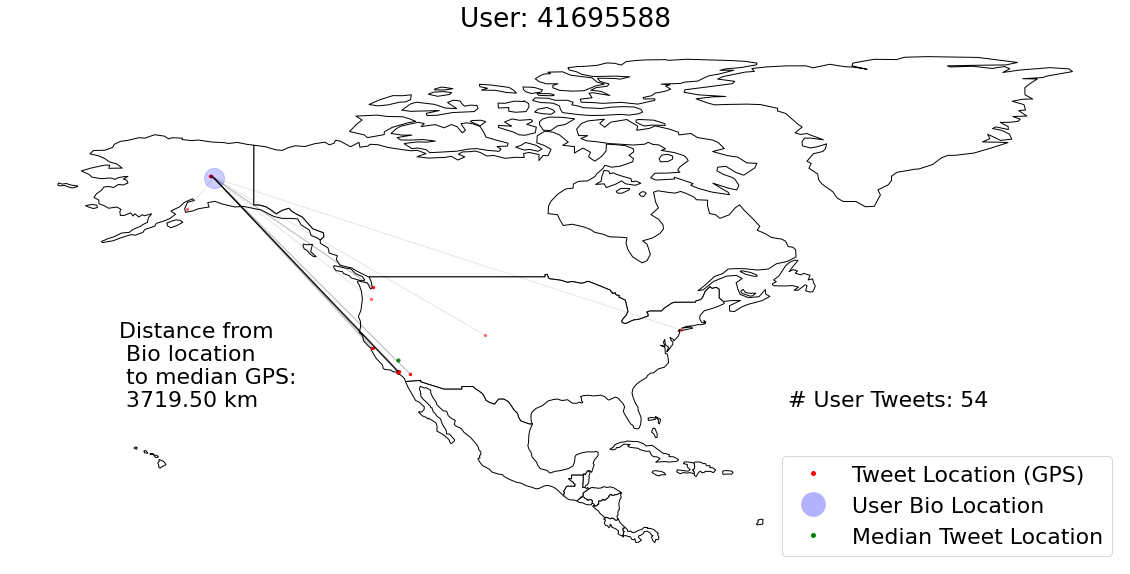 User: 41695588
Distance from
Bio location
to median GPS:
3719.50 km
# User Tweets: 54
Tweet Location (GPS)
User Bio Location
Median Tweet Location